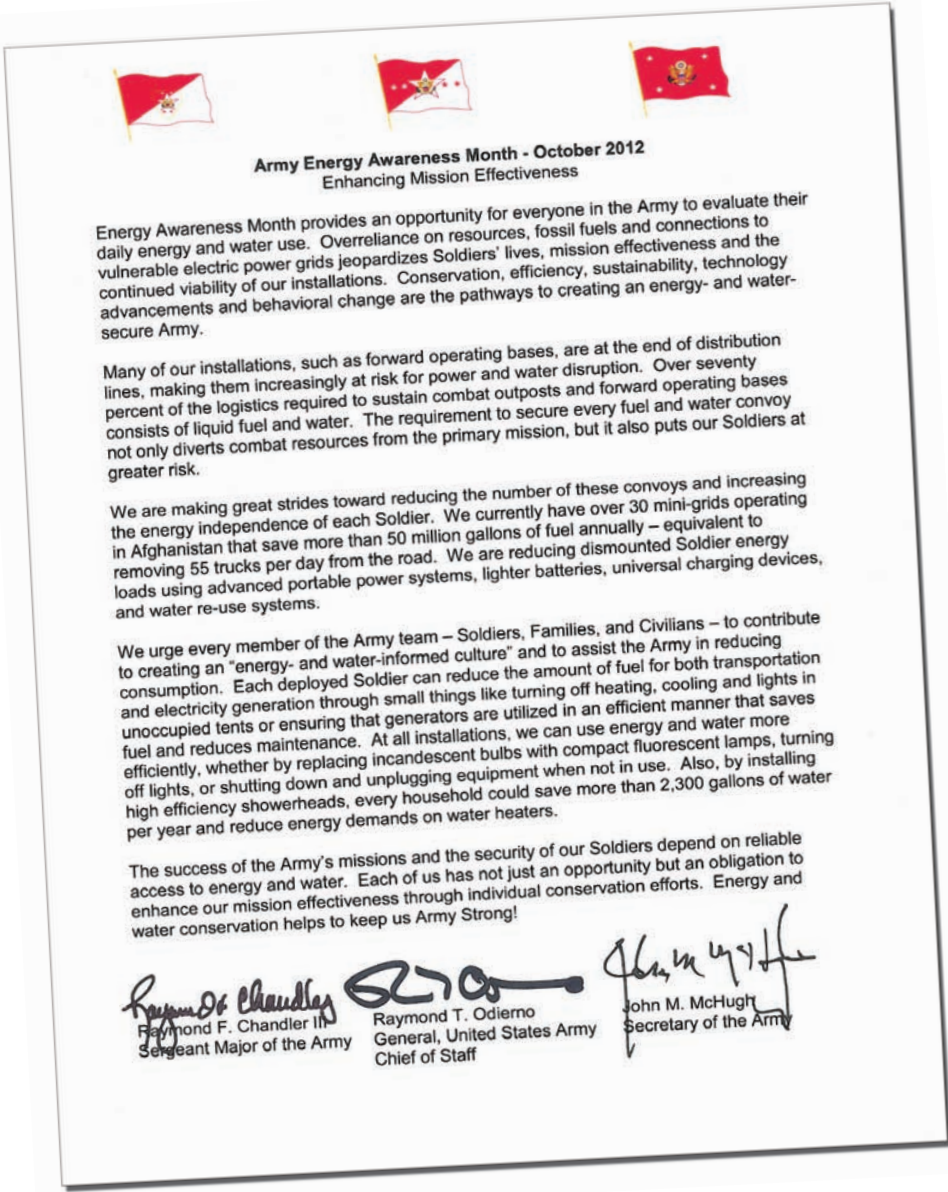 Army Energy Awareness Month - October 2012
Enhancing Mission Effectiveness
Energy Awareness Month provides an opportunity for everyone in the Army to evaluate their
daily energy and water use. Overreliance on resources, fossil fuels and connections to
vulnerable electric power grids jeopardizes Soldiers' lives, mission effectiveness and the
continued viability of our installations. Conservation, efficiency, sustainability, technology
advancements and behavioral change are the pathways to creating an energy- and water-
secure Army.
Many of our installations, such as forward operating bases, are at the end of distribution
lines, making them increasingly at risk for power and water disruption. Over seventy
percent of the logistics required to sustain combat outposts and forward operating bases
consists of liquid fuel and water. The requirement to secure every fuel and water convoy
not only diverts combat resources from the primary mission, but it also puts our Soldiers at
greater risk.
We are making great strides toward reducing the number of these convoys and increasing
the energy independence of each Soldier. We currently have over 30 mini-grids operating
in Afghanistan that save more than 50 million gallons of fuel annually – equivalent to
removing 55 trucks per day from the road. We are reducing dismounted Soldier energy
loads using advanced portable power systems, lighter batteries, universal charging devices,
and water re-use systems.
We urge every member of the Army team – Soldiers, Families, and Civilians – to contribute
to creating an "energy- and water-informed culture" and to assist the Army in reducing
consumption. Each deployed Soldier can reduce the amount of fuel for both transportation
and electricity generation through small things like turning off heating, cooling and lights in
unoccupied tents or ensuring that generators are utilized in an efficient manner that saves
fuel and reduces maintenance. At all installations, we can use energy and water more
efficiently, whether by replacing incandescent bulbs with compact fluorescent lamps, turning
off lights, or shutting down and unplugging equipment when not in use. Also, by installing
high efficiency showerheads, every household could save more than 2,300 gallons of water
per year and reduce energy demands on water heaters.
The success of the Army's missions and the security of our Soldiers depend on reliable
access to energy and water. Each of us has not just an opportunity but an obligation to
enhance our mission effectiveness through individual conservation efforts. Energy and
water conservation helps to keep us Army Strong!
Raymond F. Chandler III
Sergeant Major of the Army
Raymond T. Odierno
General, United States Army
Chief of Staff
John M. McHugh
Secretary of the Army